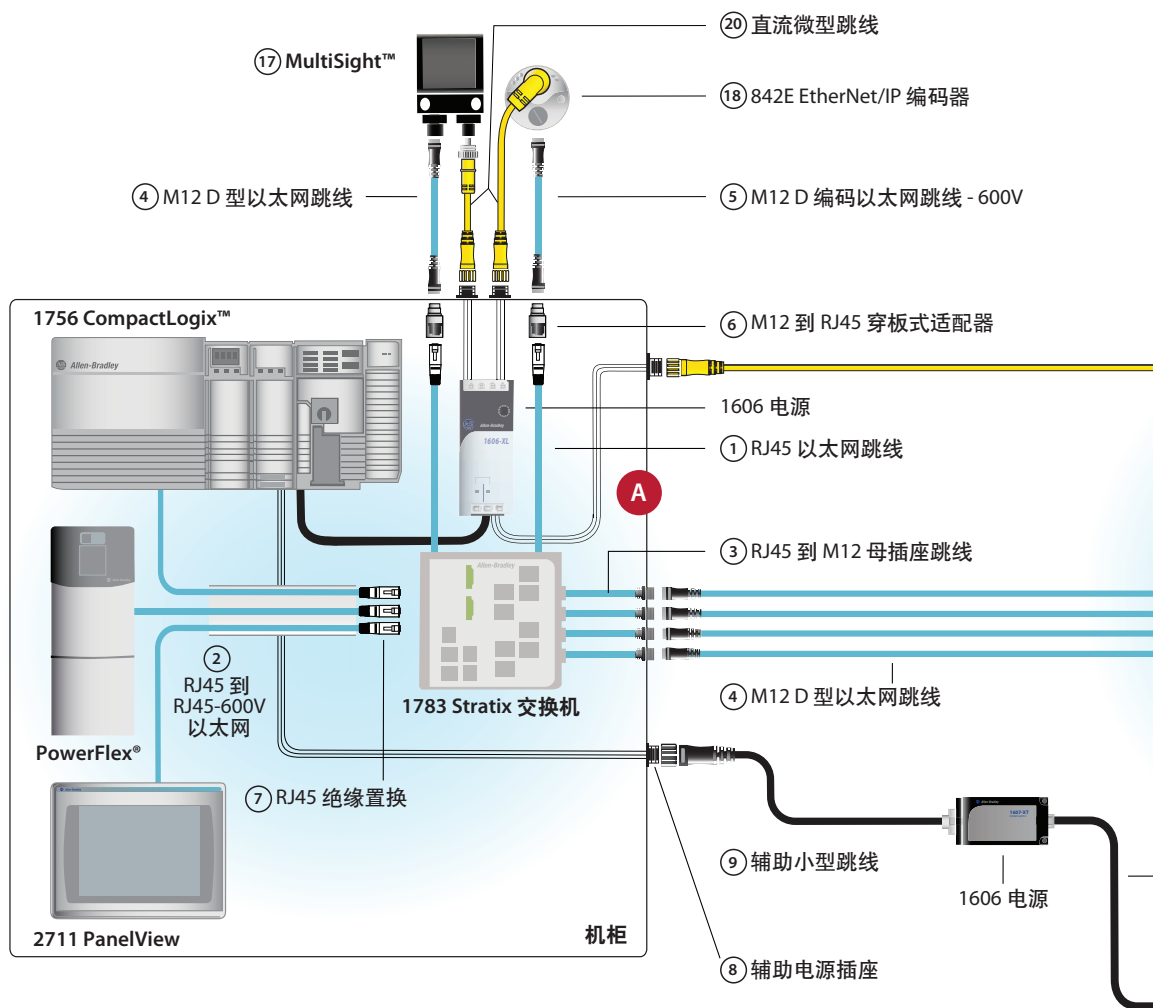 ⑳ 直流微型跳线
⑰ MultiSight™
⑱ 842E EtherNet/IP 编码器
④ M12 D 型以太网跳线
⑤ M12 D 编码以太网跳线 - 600V
1756 CompactLogix™
⑥ M12 到 RJ45 穿板式适配器
Allen-Bradley
1606 电源
Allen-Bradley
1606-XL
① RJ45 以太网跳线
A
③ RJ45 到 M12 母插座跳线
Allen-Bradley
②
RJ45 到
RJ45-600V
以太网
④ M12 D 型以太网跳线
1783 Stratix 交换机
PowerFlex®
⑦ RJ45 绝缘置换
Allen-Bradley
Allen-Bradley
⑨ 辅助小型跳线
1606 电源
2711 PanelView
机柜
⑧ 辅助电源插座